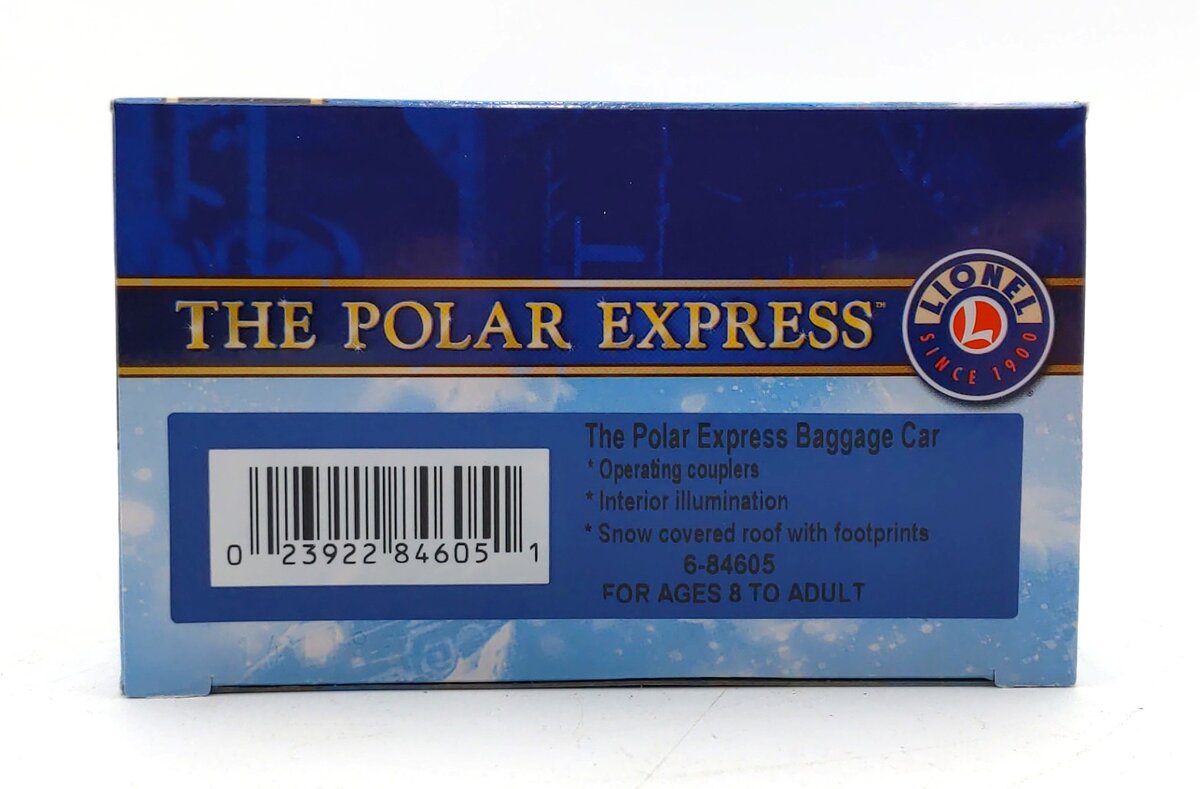 THE POLAR EXPRESS™
LIONEL
L
SINCE 1900
The Polar Express Baggage Car
* Operating couplers
* Interior illumination
* Snow covered roof with footprints
6-84605
FOR AGES 8 TO ADULT
0 23922 84605 1